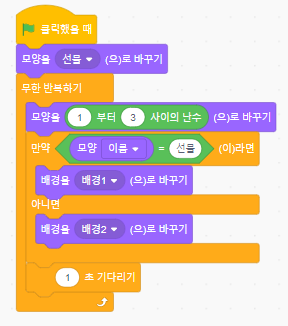 클릭했을 때
모양을 선물 (으)로 바꾸기
무한 반복하기
모양을 1 부터 3 사이의 난수 (으)로 바꾸기
만약 모양 이름 = 선물 (이)라면
배경을 배경1 (으)로 바꾸기
아니면
배경을 배경2 (으)로 바꾸기
1 초 기다리기